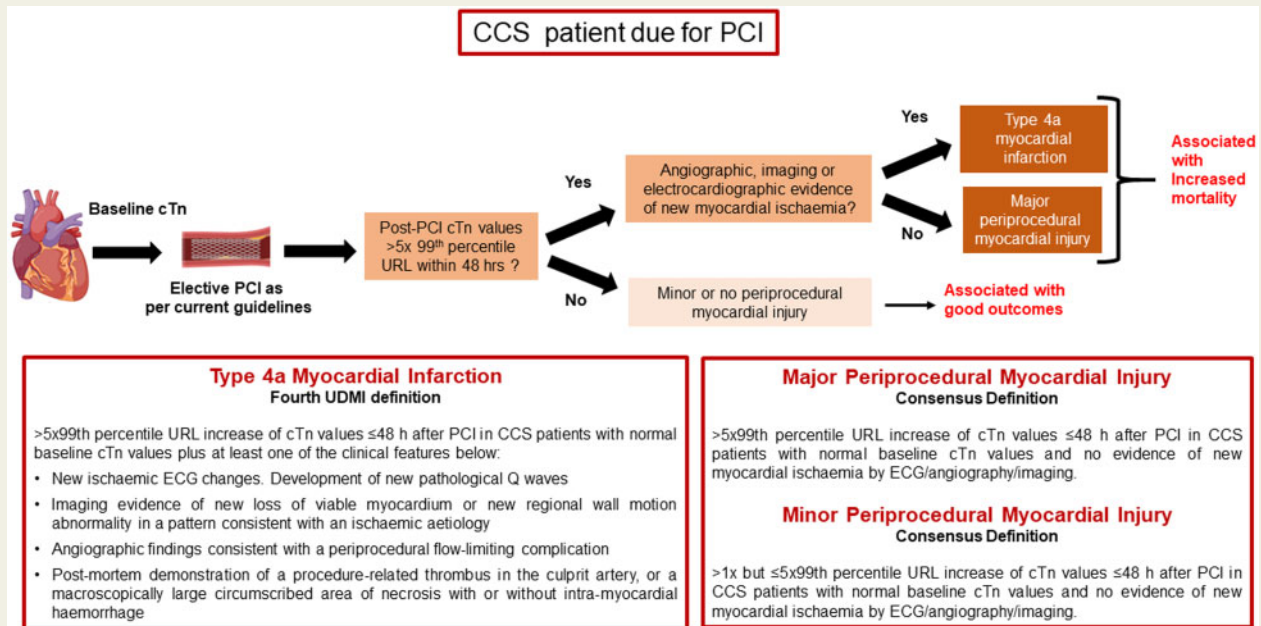 CCS patient due for PCI
Baseline cTn
Elective PCI as
per current guidelines
Post-PCI cTn values
>5x 99th percentile
URL within 48 hrs ?
Yes
No
Angiographic, imaging or
electrocardiographic evidence
of new myocardial ischaemia?
Minor or no periprocedural
myocardial injury
Yes
No
Type 4a
myocardial
infarction
Major
periprocedural
myocardial injury
Associated
with
Increased
mortality
Associated with
good outcomes
Type 4a Myocardial Infarction
Fourth UDMI definition
>5x99th percentile URL increase of cTn values ≤48 h after PCI in CCS patients with normal
baseline cTn values plus at least one of the clinical features below:
• New ischaemic ECG changes. Development of new pathological Q waves
• Imaging evidence of new loss of viable myocardium or new regional wall motion
abnormality in a pattern consistent with an ischaemic aetiology
• Angiographic findings consistent with a periprocedural flow-limiting complication
• Post-mortem demonstration of a procedure-related thrombus in the culprit artery, or a
macroscopically large circumscribed area of necrosis with or without intra-myocardial
haemorrhage
Major Periprocedural Myocardial Injury
Consensus Definition
>5x99th percentile URL increase of cTn values ≤48 h after PCI in CCS
patients with normal baseline cTn values and no evidence of new
myocardial ischaemia by ECG/angiography/imaging.
Minor Periprocedural Myocardial Injury
Consensus Definition
>1x but ≤5x99th percentile URL increase of cTn values ≤48 h after PCI in
CCS patients with normal baseline cTn values and no evidence of new
myocardial ischaemia by ECG/angiography/imaging.